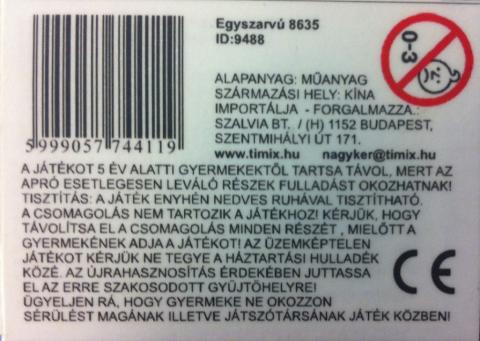 Egyszarvú 8635
ID:9488
0-3
ALAPANYAG: MŰANYAG
SZÁRMAZÁSI HELY: KÍNA
IMPORTÁLJA - FORGALMAZZA.:
SZALVIA BT. / (H) 1152 BUDAPEST,
SZENTMIHÁLYI ÚT 171.
www.timix.hu nagyker@timix.hu
5999057744119
A JÁTÉKOT 5 ÉV ALATTI GYERMEKEKTŐL TARTSA TÁVOL, MERT AZ
APRÓ ESETLEGESEN LEVÁLÓ RÉSZEK FULLADÁST OKOZHATNAK!
TISZTÍTÁS: A JÁTÉK ENYHÉN NEDVES RUHÁVAL TISZTÍTHATÓ.
A CSOMAGOLÁS NEM TARTOZIK A JÁTÉKHOZ! KÉRJÜK, HOGY
TÁVOLÍTSA EL A CSOMAGOLÁS MINDEN RÉSZÉT , MIELŐTT A
GYERMEKÉNEK ADJA A JÁTÉKOT! AZ ÜZEMKÉPTELEN
JÁTÉKOT KÉRJÜK NE TEGYE A HÁZTARTÁSI HULLADÉK
KÖZÉ. AZ ÚJRAHASZNOSÍTÁS ÉRDEKÉBEN JUTTASSA
EL AZ ERRE SZAKOSODOTT GYŰJTŐHELYRE!
ÜGYELJEN RÁ, HOGY GYERMEKE NE OKOZZON
SÉRÜLÉST MAGÁNAK ILLETVE JÁTSZÓTÁRSÁNAK JÁTÉK KÖZBEN!
CE